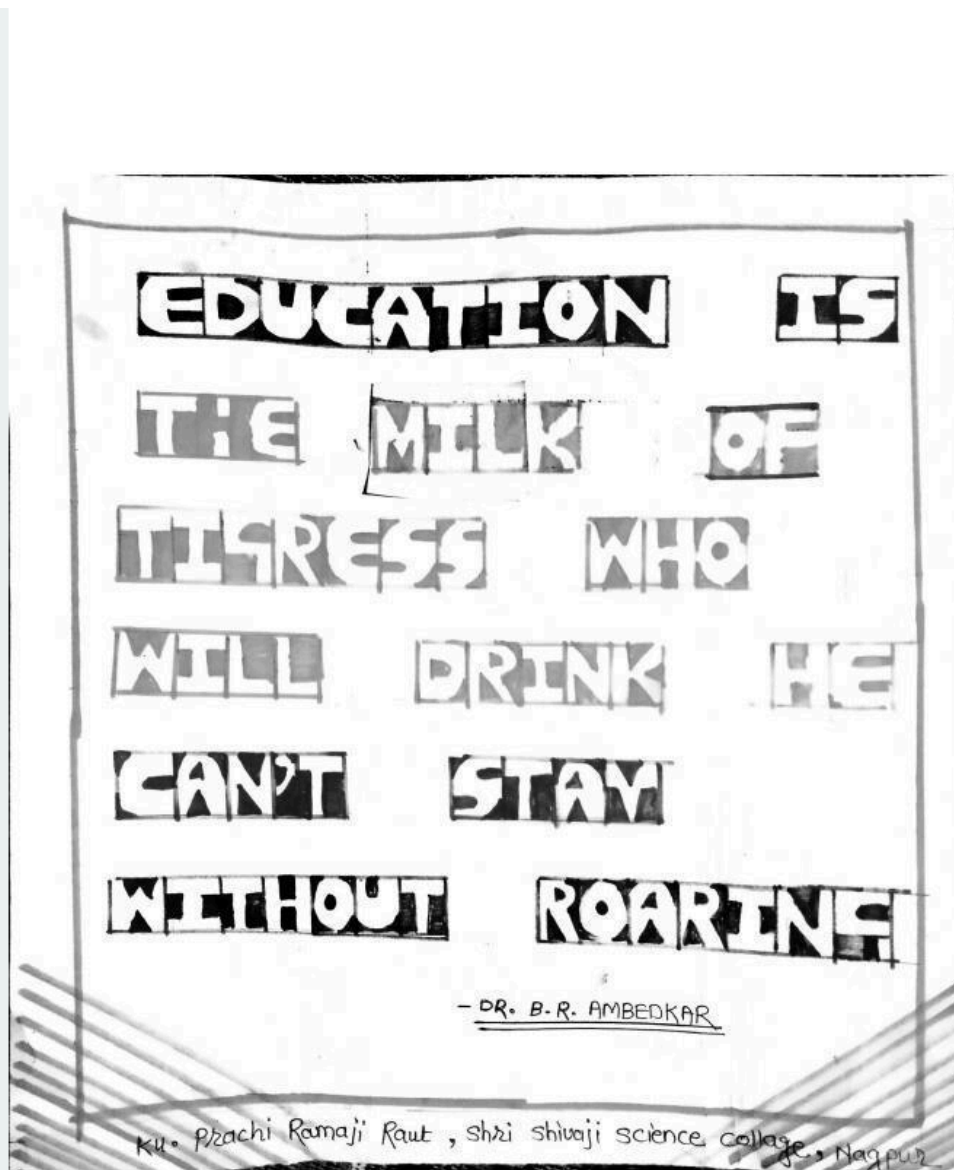 EDUCATION IS
THE MILK OF
TIGRESS WHO
WILL DRINK HE
CAN'T STAY
WITHOUT ROARING
- DR. B.R. AMBEDKAR
Ku. Prachi Ramaji Raut, Shri shivaji science collage, Nagpur